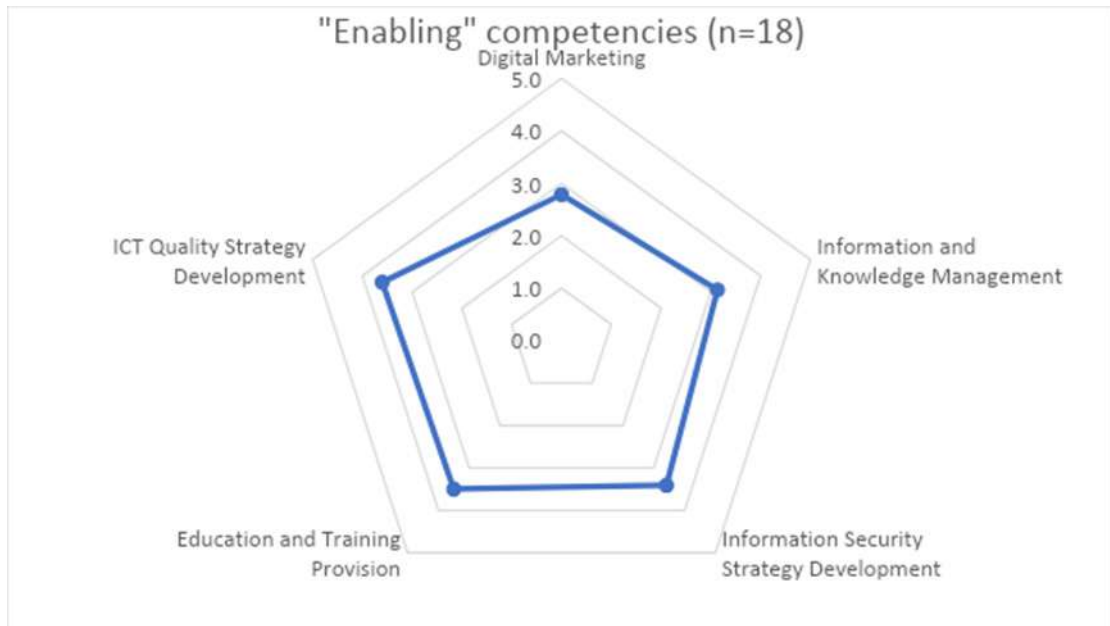 "Enabling" competencies (n=18)
Digital Marketing
5.0
4.0
3.0
2.0
1.0
0.0
ICT Quality Strategy
Development
Information and
Knowledge Management
Education and Training
Provision
Information Security
Strategy Development